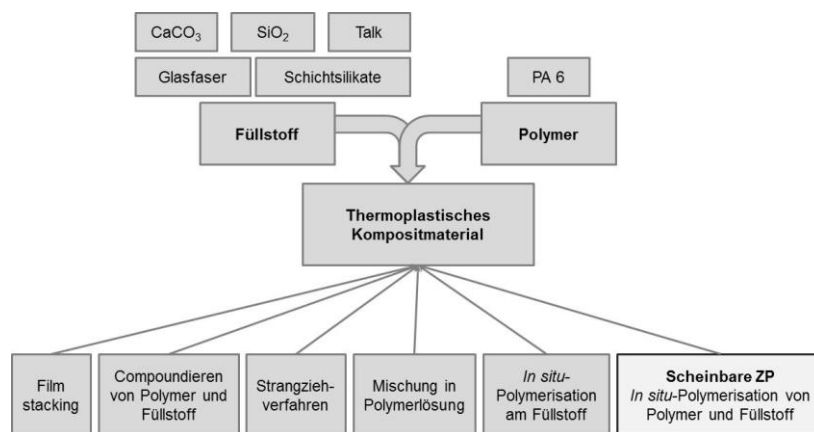 CaCO₃
SiO₂
Talk
Glasfaser
Schichtsilikate
PA 6
Füllstoff
Polymer
Thermoplastisches
Kompositmaterial
Film
stacking
Compoundieren
von Polymer und
Füllstoff
Strangzieh-
verfahren
Mischung in
Polymerlösung
In situ-
Polymerisation
am Füllstoff
Scheinbare ZP
In situ-Polymerisation von
Polymer und Füllstoff